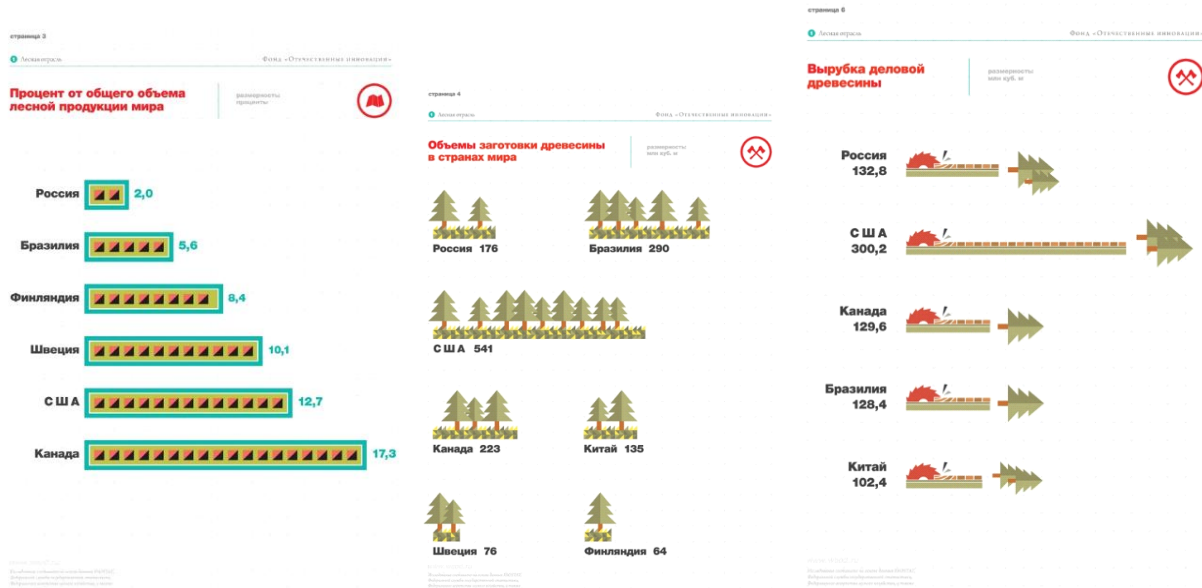 страница 3
Лесная отрасль
Фонд «Отечественные инновации»
Процент от общего объема
лесной продукции мира
размерность:
проценты
Россия 2,0
Бразилия 5,6
Финляндия 8,4
Швеция 10,1
США 12,7
Канада 17,3
страница 4
Лесная отрасль
Фонд «Отечественные инновации»
Объемы заготовки древесины
в странах мира
размерность:
млн куб. м
Россия 176
Бразилия 290
США 541
Канада 223
Китай 135
Швеция 76
Финляндия 64
страница 6
Лесная отрасль
Фонд «Отечественные инновации»
Вырубка деловой
древесины
размерность:
млн куб. м
Россия
132,8
США
300,2
Канада
129,6
Бразилия
128,4
Китай
102,4